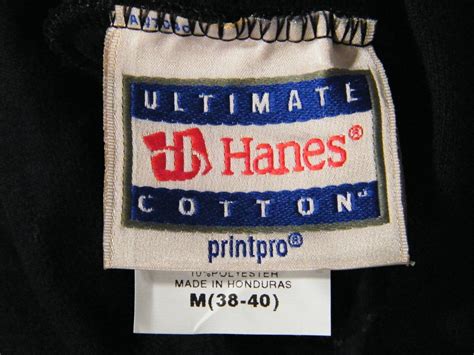 ULTIMATE
Hanes®
COTTON
printpro®
10%POLYESTER
MADE IN HONDURAS
M(38-40)